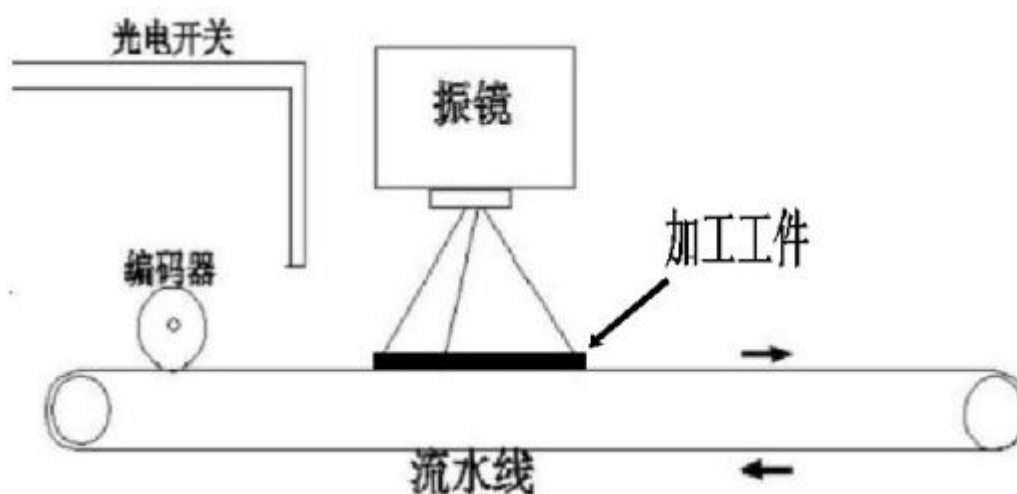 光电开关
振镜
加工工件
编码器
流水线